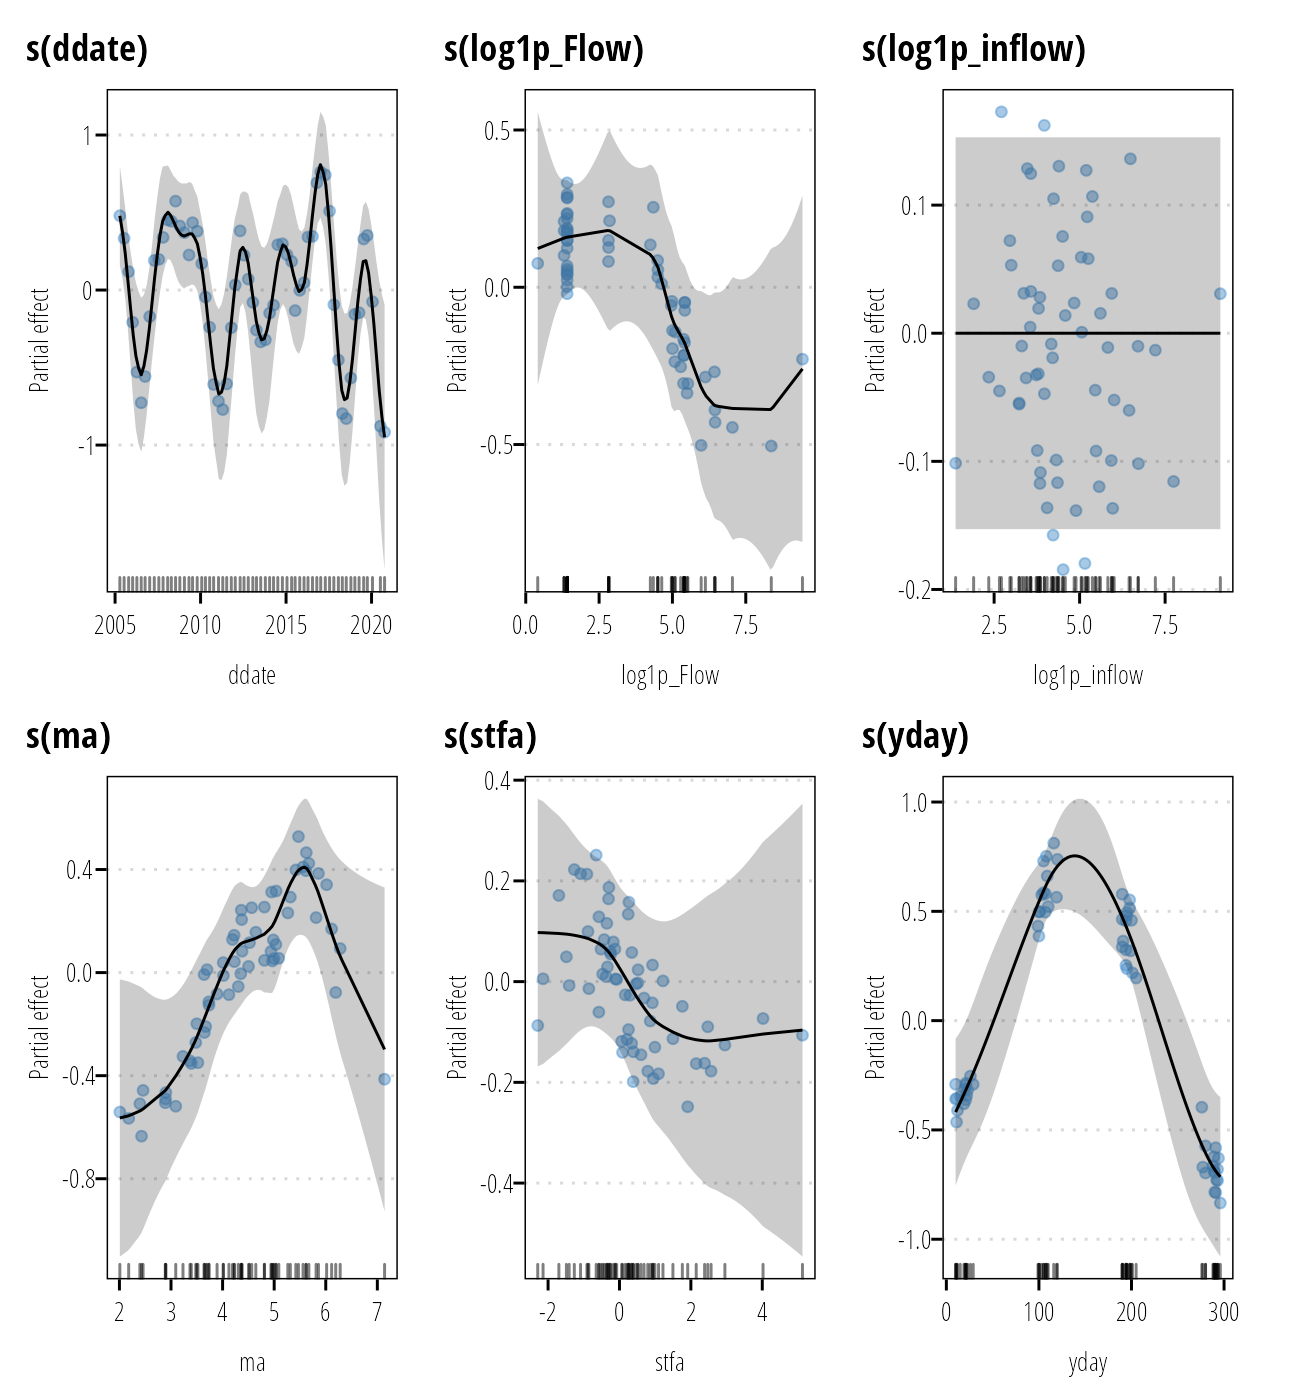 s(ddate)
s(log1p_Flow)
s(log1p_inflow)
Partial effect
1
0
-1
2005 2010 2015 2020
ddate
Partial effect
0.5
0.0
-0.5
0.0 2.5 5.0 7.5
log1p_Flow
Partial effect
0.1
0.0
-0.1
-0.2
2.5 5.0 7.5
log1p_inflow
s(ma)
s(stfa)
s(yday)
Partial effect
0.4
0.0
-0.4
-0.8
2 3 4 5 6 7
ma
Partial effect
0.4
0.2
0.0
-0.2
-0.4
-2 0 2 4
stfa
Partial effect
1.0
0.5
0.0
-0.5
-1.0
0 100 200 300
yday